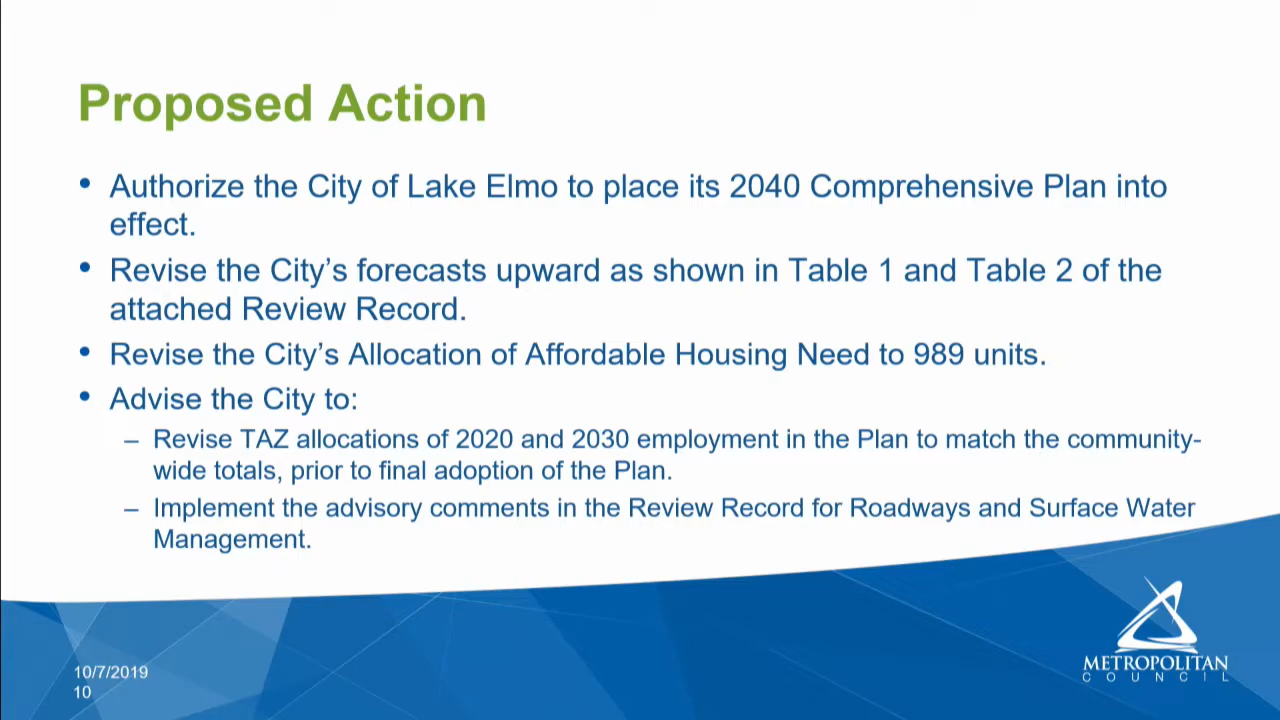 Proposed Action
• Authorize the City of Lake Elmo to place its 2040 Comprehensive Plan into
effect.
• Revise the City’s forecasts upward as shown in Table 1 and Table 2 of the
attached Review Record.
• Revise the City’s Allocation of Affordable Housing Need to 989 units.
• Advise the City to:
– Revise TAZ allocations of 2020 and 2030 employment in the Plan to match the community-
wide totals, prior to final adoption of the Plan.
– Implement the advisory comments in the Review Record for Roadways and Surface Water
Management.
10/7/2019
10
METROPOLITAN
COUNCIL